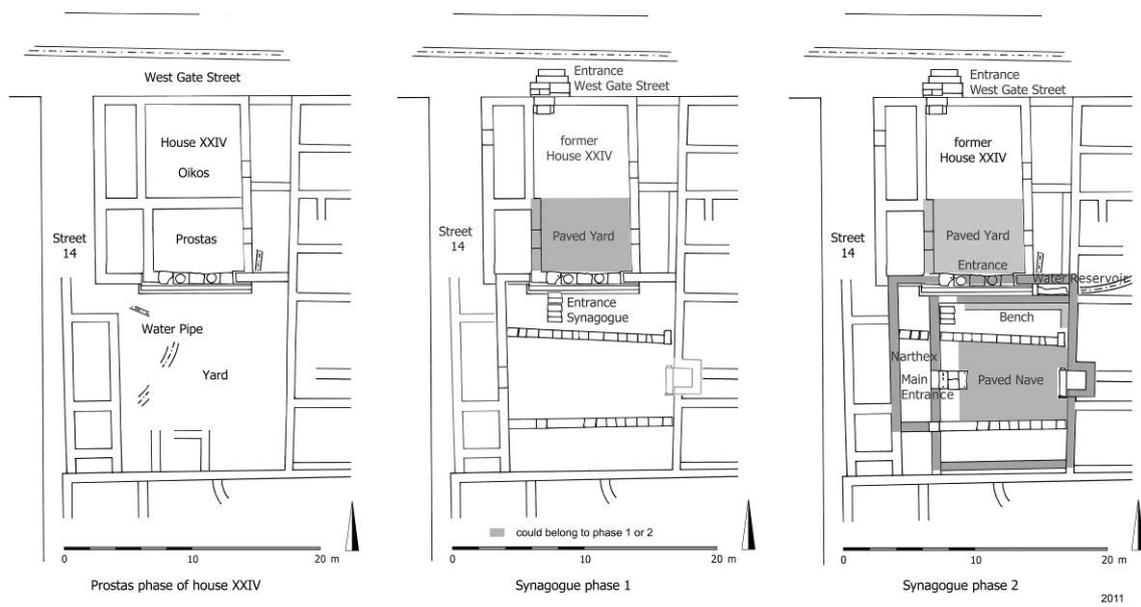 West Gate Street
House XXIV
Oikos
Prostas
Street
14
Water Pipe
Yard
0 10 20 m
Prostas phase of house XXIV
Entrance
West Gate Street
former
House XXIV
Paved Yard
Street
14
Entrance
Synagogue
could belong to phase 1 or 2
0 10 20 m
Synagogue phase 1
Entrance
West Gate Street
former
House XXIV
Paved Yard
Street
14
Entrance
Water Reservoir
Bench
Narthex
Main
Entrance
Paved Nave
0 10 20 m
Synagogue phase 2
2011